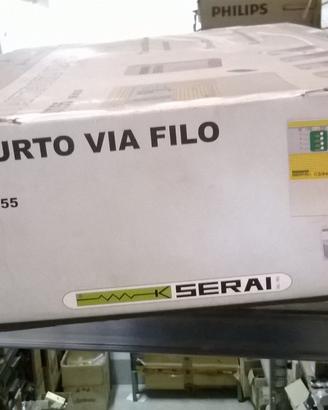 PHILIPS
URTO VIA FILO
55
K SERAI